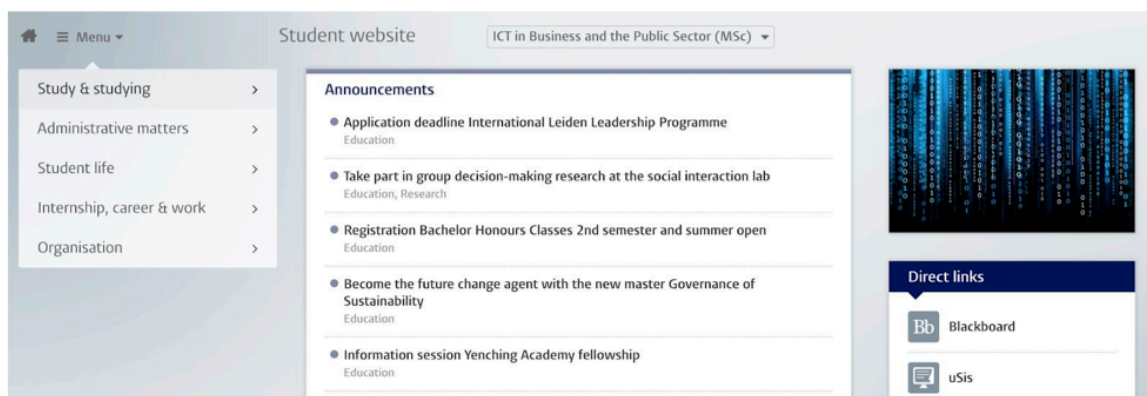 Menu
Student website
ICT in Business and the Public Sector (MSc)
Study & studying
Administrative matters
Student life
Internship, career & work
Organisation
Announcements
Application deadline International Leiden Leadership Programme
Education
Take part in group decision-making research at the social interaction lab
Education, Research
Registration Bachelor Honours Classes 2nd semester and summer open
Education
Become the future change agent with the new master Governance of
Sustainability
Education
Information session Yenching Academy fellowship
Education
Direct links
Bb Blackboard
uSis